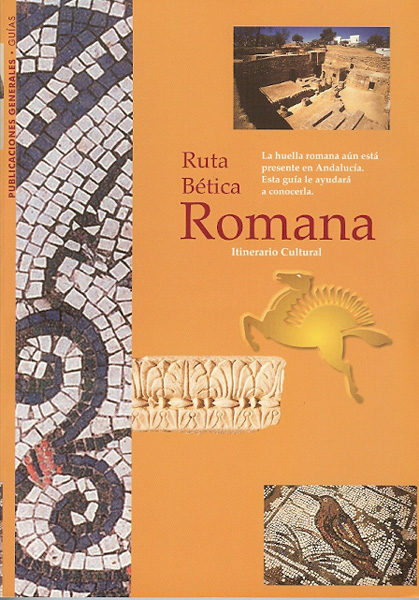 PUBLICACIONES GENERALES • GUÍAS
Ruta
Bética
Romana
La huella romana aún está
presente en Andalucía.
Esta guía le ayudará
a conocerla.
Itinerario Cultural